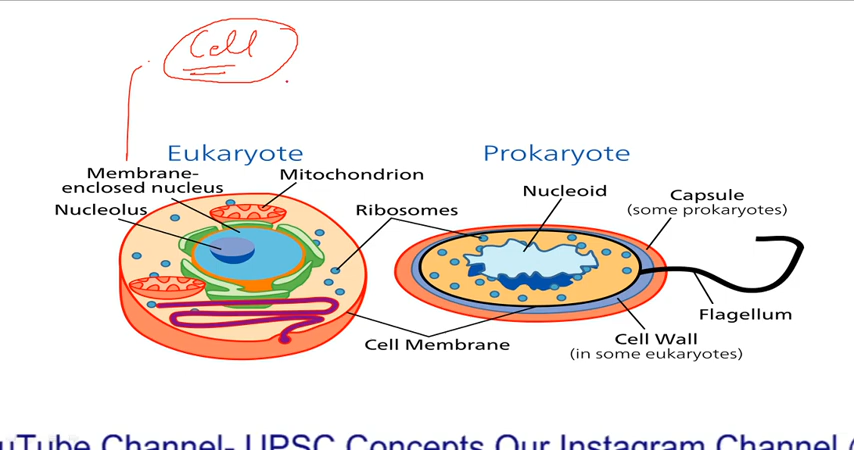 Cell
Eukaryote
Prokaryote
Membrane-
enclosed nucleus
Mitochondrion
Nucleolus
Ribosomes
Nucleoid
Capsule
(some prokaryotes)
Flagellum
Cell Membrane
Cell Wall
(in some eukaryotes)
Channel- UPSC Concepts Our Instagram Channel